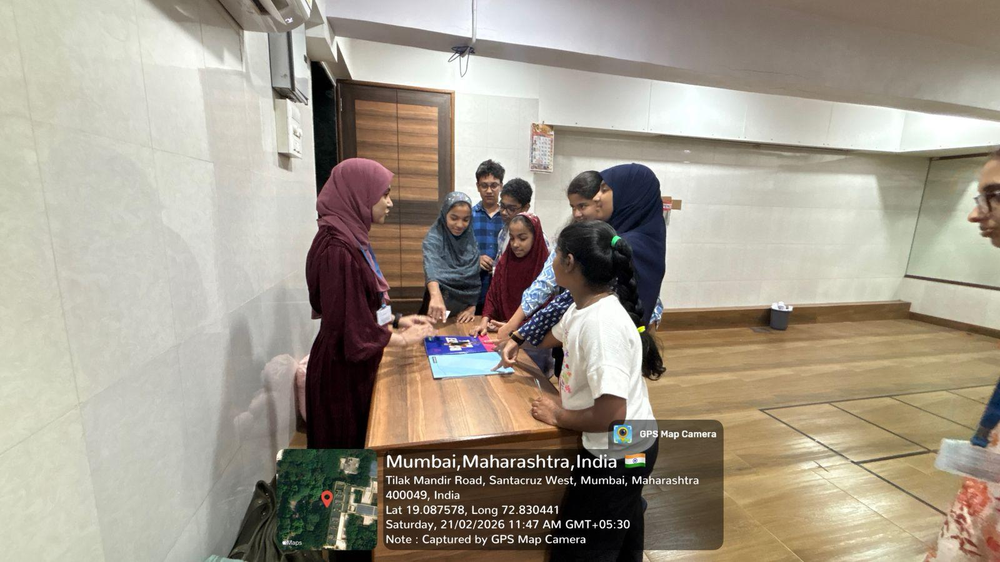 GPS Map Camera
Mumbai,Maharashtra,India
Tilak Mandir Road, Santacruz West, Mumbai, Maharashtra
400049, India
Lat 19.087578, Long 72.830441
Saturday, 21/02/2026 11:47 AM GMT+05:30
Note : Captured by GPS Map Camera
Maps